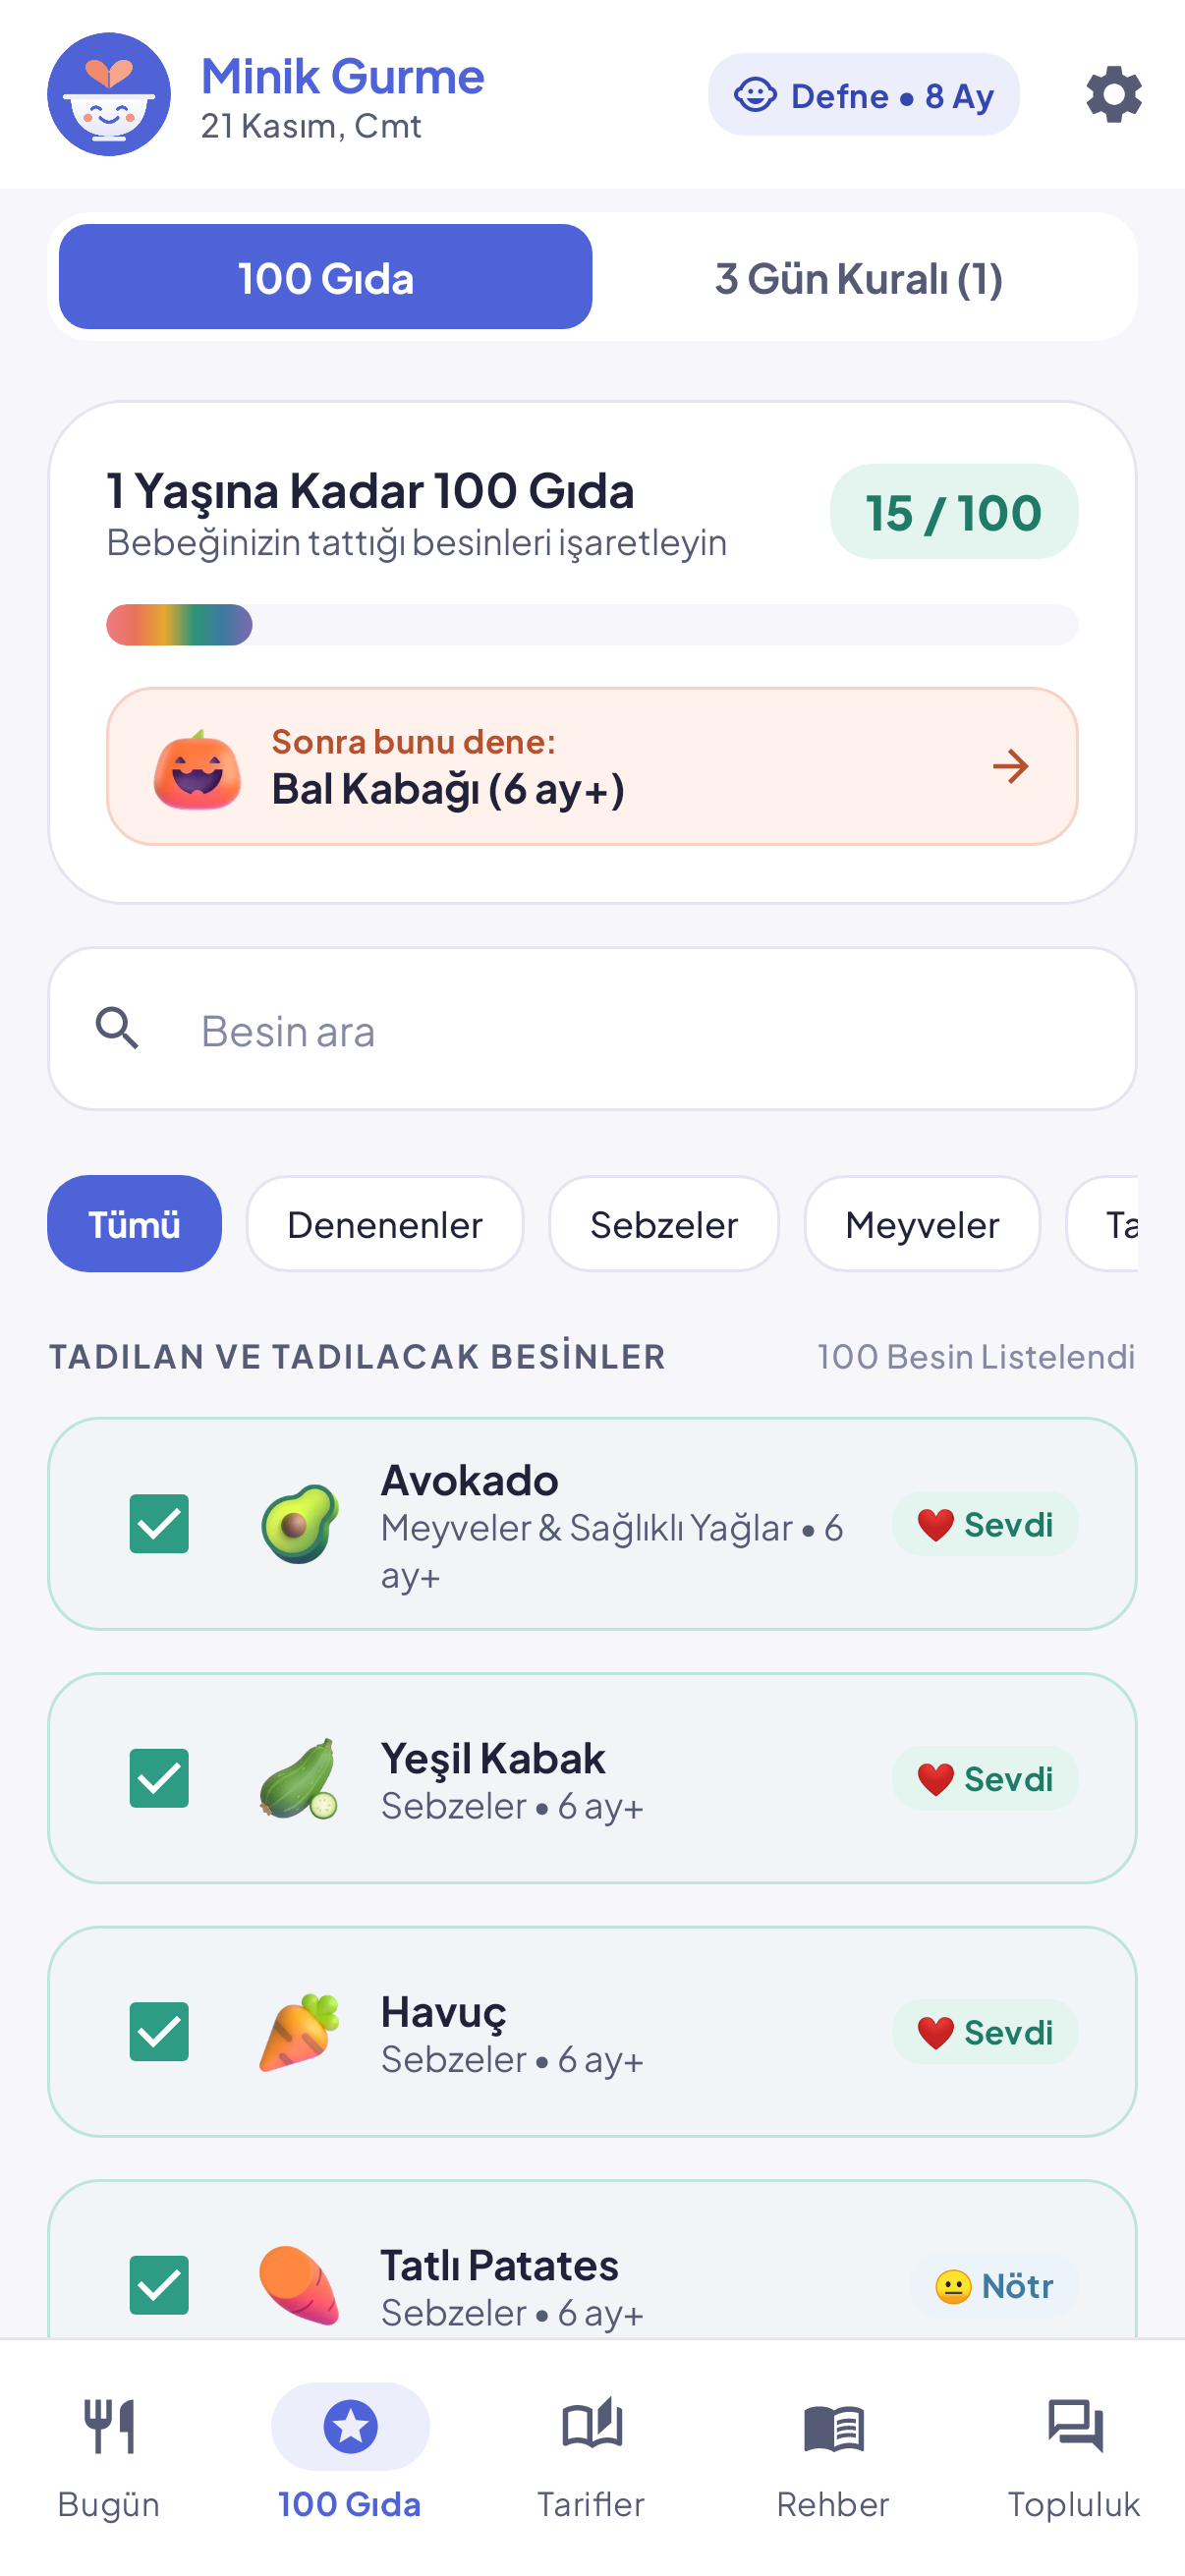 Minik Gurme
21 Kasım, Cmt
Defne • 8 Ay
100 Gıda
3 Gün Kuralı (1)
1 Yaşına Kadar 100 Gıda
Bebeğinizin tattığı besinleri işaretleyin
15 / 100
Sonra bunu dene:
Bal Kabağı (6 ay+)
Besin ara
Tümü
Denenenler
Sebzeler
Meyveler
Ta
TADILAN VE TADILACAK BESİNLER
100 Besin Listelendi
Avokado
Meyveler & Sağlıklı Yağlar • 6
ay+
Sevdi
Yeşil Kabak
Sebzeler • 6 ay+
Sevdi
Havuç
Sebzeler • 6 ay+
Sevdi
Tatlı Patates
Sebzeler • 6 ay+
Nötr
Bugün
100 Gıda
Tarifler
Rehber
Topluluk